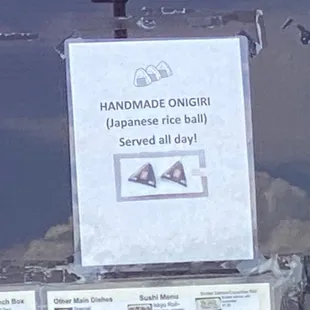 HANDMADE ONIGIRI
(Japanese rice ball)
Served all day!
Other Main Dishes
Sushi Menu